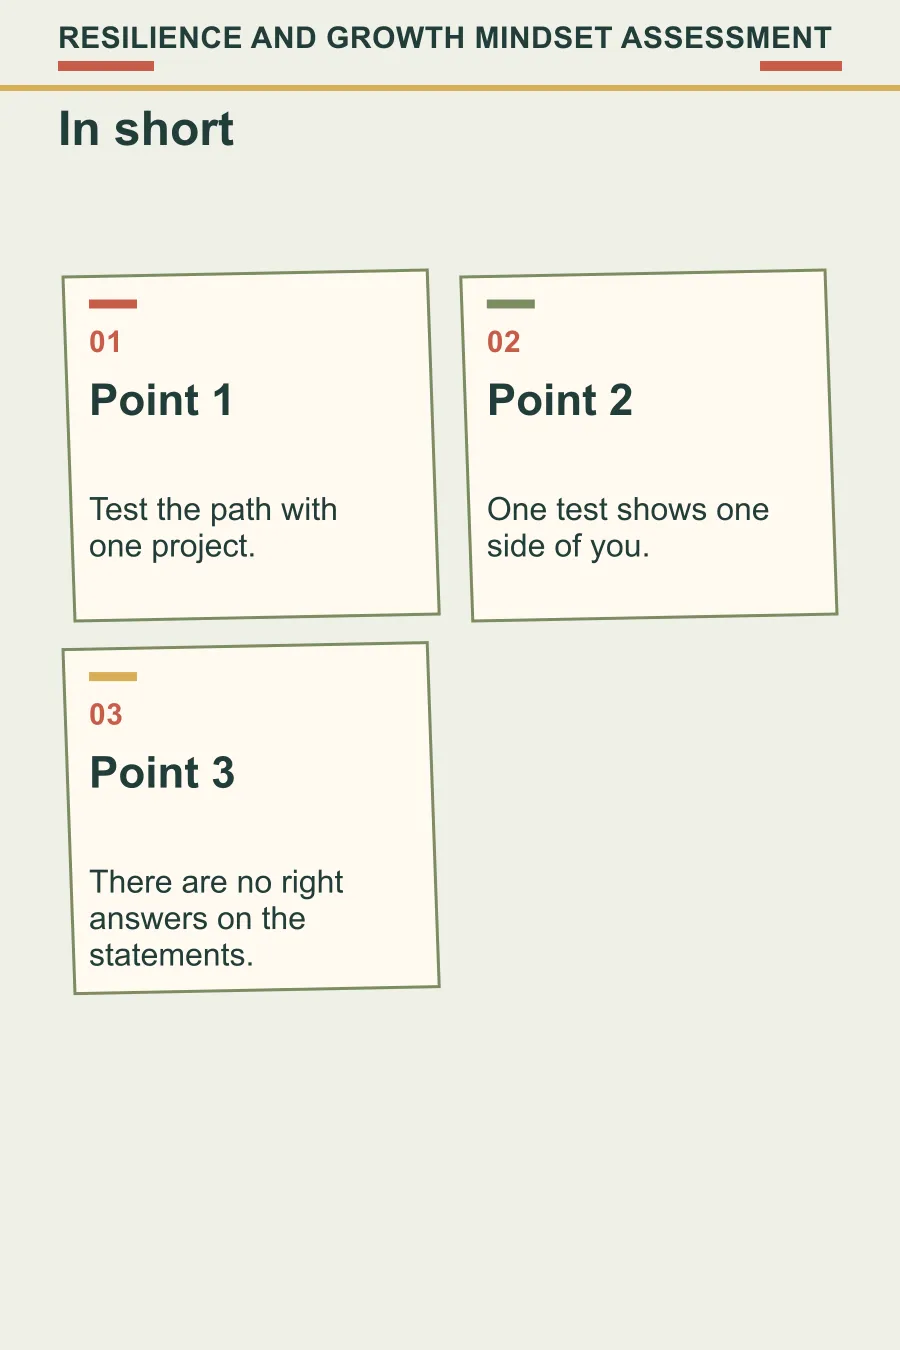 RESILIENCE AND GROWTH MINDSET ASSESSMENT
In short
01
Point 1
Test the path with
one project.
02
Point 2
One test shows one
side of you.
03
Point 3
There are no right
answers on the
statements.